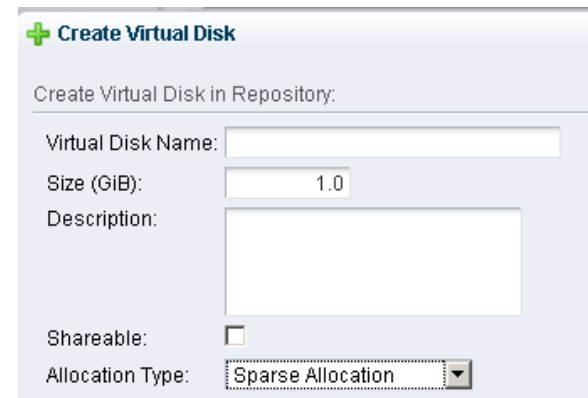 Create Virtual Disk
Create Virtual Disk in Repository:
Virtual Disk Name:
Size (GiB): 1.0
Description:
Shareable:
Allocation Type: Sparse Allocation